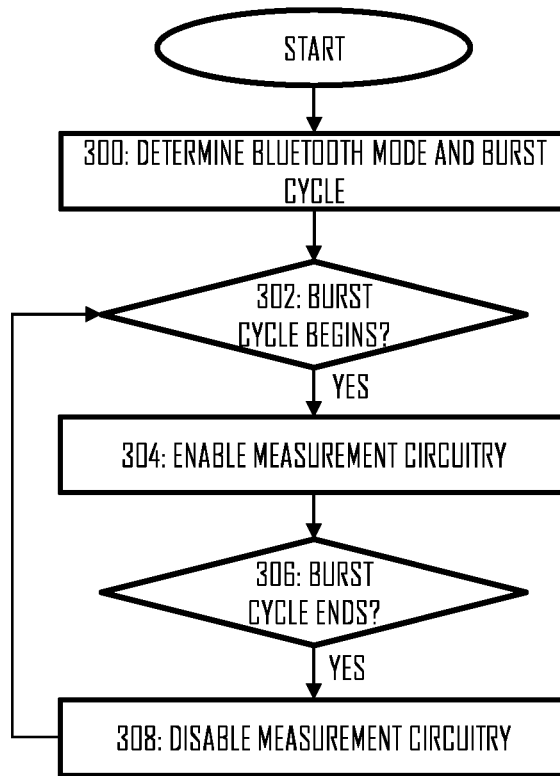 START
300: DETERMINE BLUETOOTH MODE AND BURST
CYCLE
302: BURST
CYCLE BEGINS?
YES
304: ENABLE MEASUREMENT CIRCUITRY
306: BURST
CYCLE ENDS?
YES
308: DISABLE MEASUREMENT CIRCUITRY